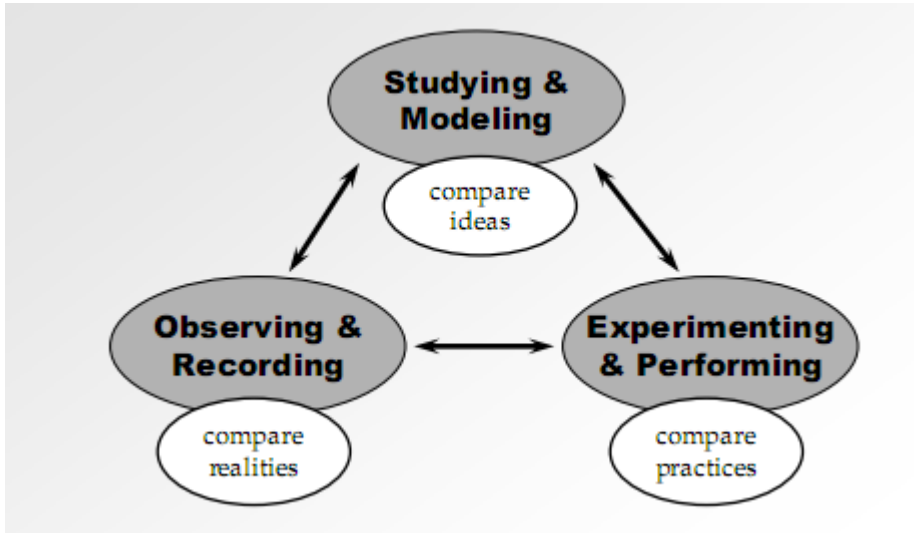 Studying &
Modeling
compare
ideas
Observing &
Recording
compare
realities
Experimenting
& Performing
compare
practices